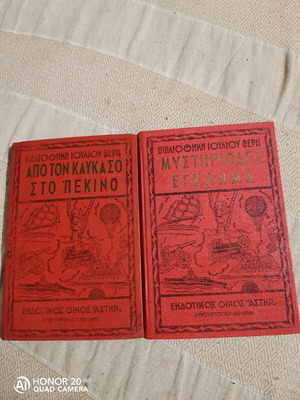 ΒΙΒΛΙΟΘΗΚΗ ΙΟΥΛΙΟΥ ΒΕΡΝ
ΑΠΟ ΤΟΝ ΚΑΥΚΑΣΟ
ΣΤΟ ΠΕΚΙΝΟ
ΕΚΔΟΤΙΚΟΣ ΟΙΚΟΣ "ΑΣΤΗΡ"
ΒΙΒΛΙΟΘΗΚΗ ΙΟΥΛΙΟΥ ΒΕΡΝ
ΜΥΣΤΗΡΙΩΔΕΣ
ΕΓΚΛΗΜΑ
ΕΚΔΟΤΙΚΟΣ ΟΙΚΟΣ "ΑΣΤΗΡ"
HONOR 20
QUAD CAMERA